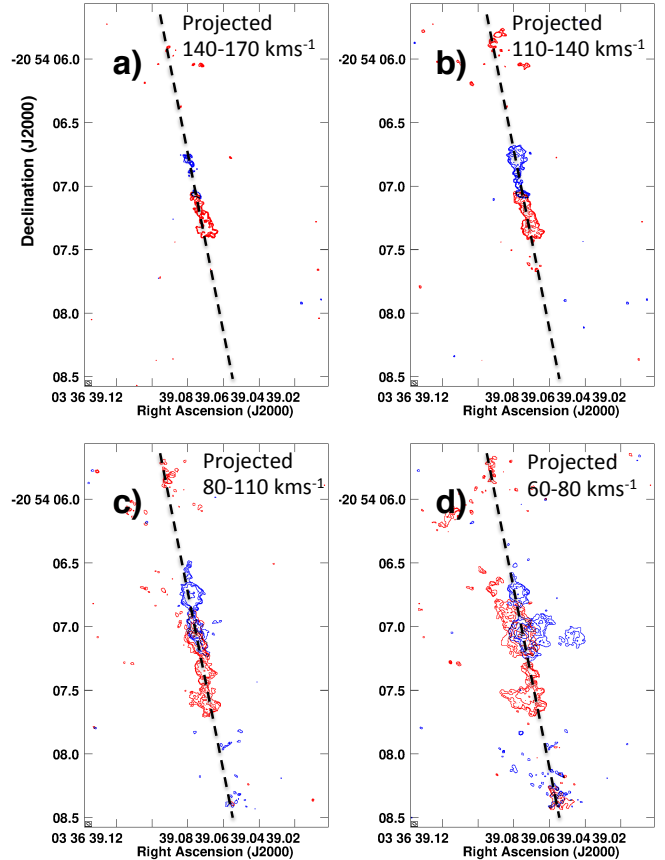 Projected
140-170 kms-1
a)
-20 54 06.0
06.5
07.0
07.5
08.0
08.5
Declination (J2000)
03 36 39.12 39.08 39.06 39.04 39.02
Right Ascension (J2000)
Projected
110-140 kms-1
b)
-20 54 06.0
06.5
07.0
07.5
08.0
08.5
03 36 39.12 39.08 39.06 39.04 39.02
Right Ascension (J2000)
Projected
80-110 kms-1
c)
-20 54 06.0
06.5
07.0
07.5
08.0
08.5
03 36 39.12 39.08 39.06 39.04 39.02
Right Ascension (J2000)
Projected
60-80 kms-1
d)
-20 54 06.0
06.5
07.0
07.5
08.0
08.5
03 36 39.12 39.08 39.06 39.04 39.02
Right Ascension (J2000)